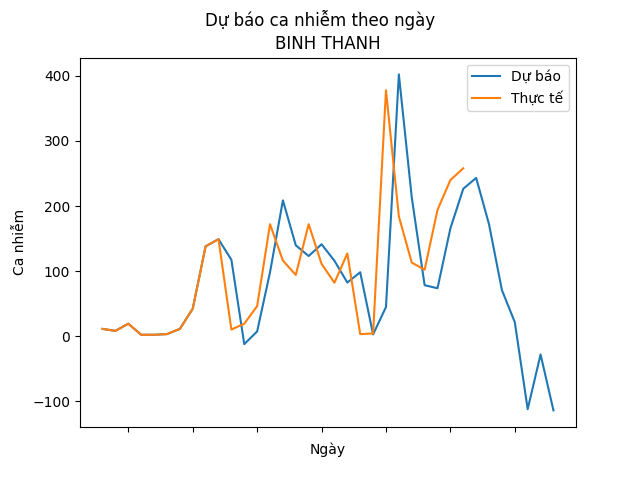 Dự báo ca nhiễm theo ngày
BINH THANH
Dự báo
Thực tế
400
300
200
100
0
−100
Ca nhiễm
Ngày